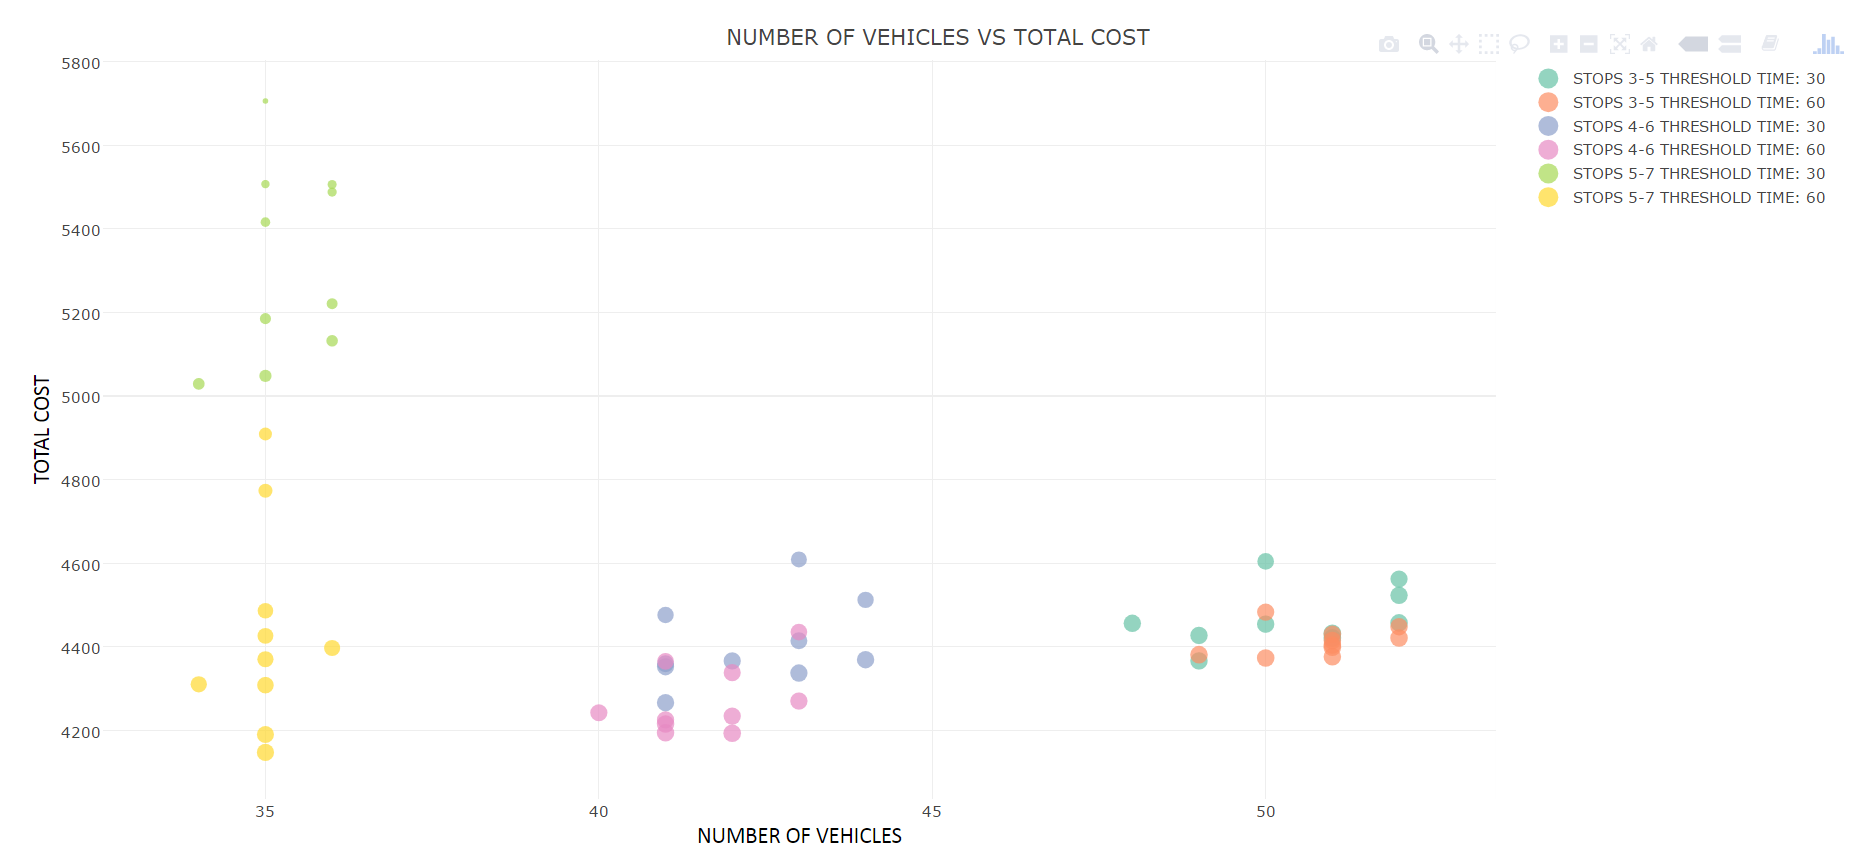 NUMBER OF VEHICLES VS TOTAL COST
STOPS 3-5 THRESHOLD TIME: 30
STOPS 3-5 THRESHOLD TIME: 60
STOPS 4-6 THRESHOLD TIME: 30
STOPS 4-6 THRESHOLD TIME: 60
STOPS 5-7 THRESHOLD TIME: 30
STOPS 5-7 THRESHOLD TIME: 60
TOTAL COST
5800
5600
5400
5200
5000
4800
4600
4400
4200
35 40 45 50
NUMBER OF VEHICLES